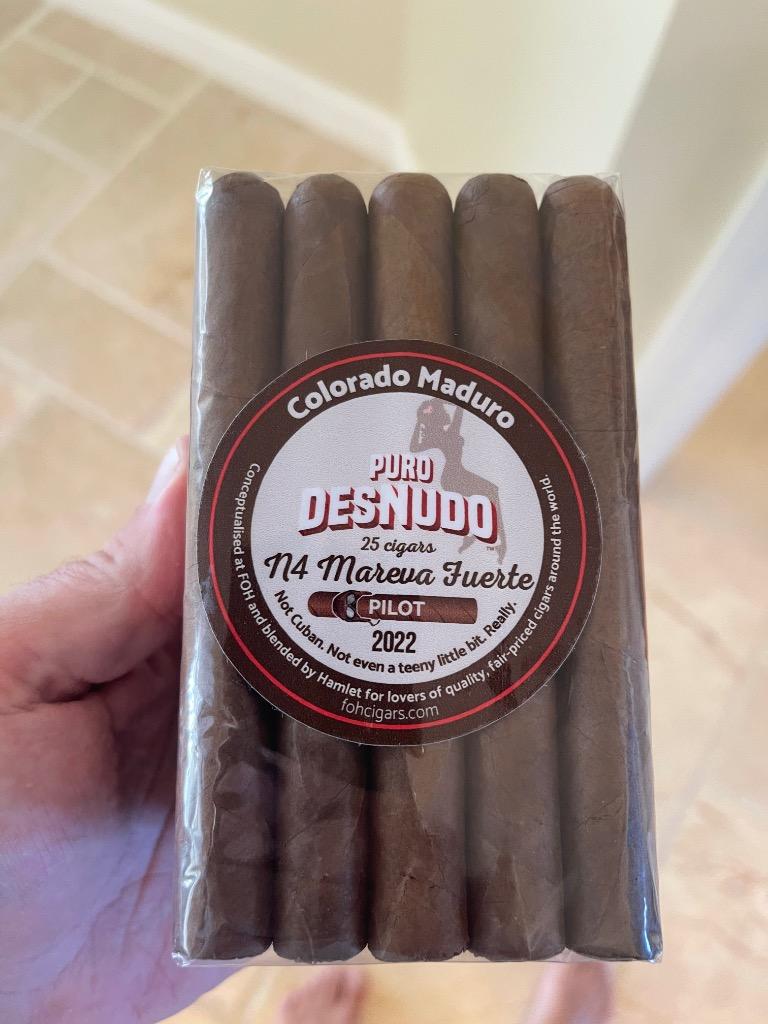 Colorado Maduro
PURO
DESNUDO
™
25 cigars
N4 Mareva Fuerte
PILOT
2022
Not Cuban. Not even a teeny little bit. Really.
Conceptualised at FOH and blended by Hamlet for lovers of quality, fair-priced cigars around the world.
fohcigars.com